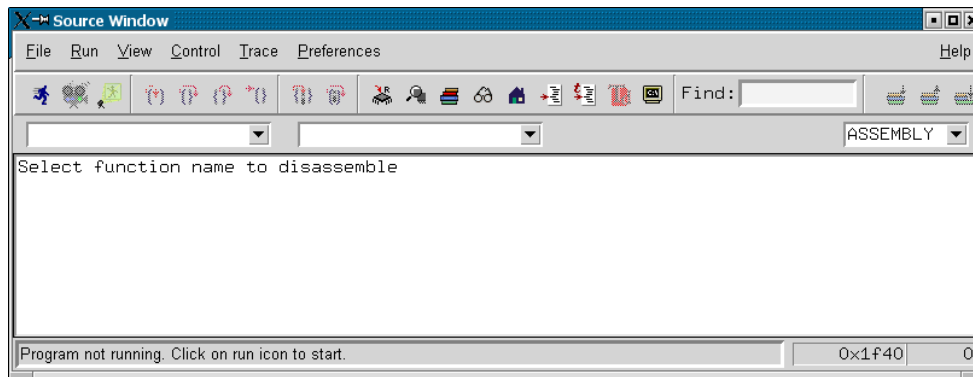 Source Window
File Run View Control Trace Preferences Help
Find:
ASSEMBLY
Select function name to disassemble
Program not running. Click on run icon to start. 0x1f40 0